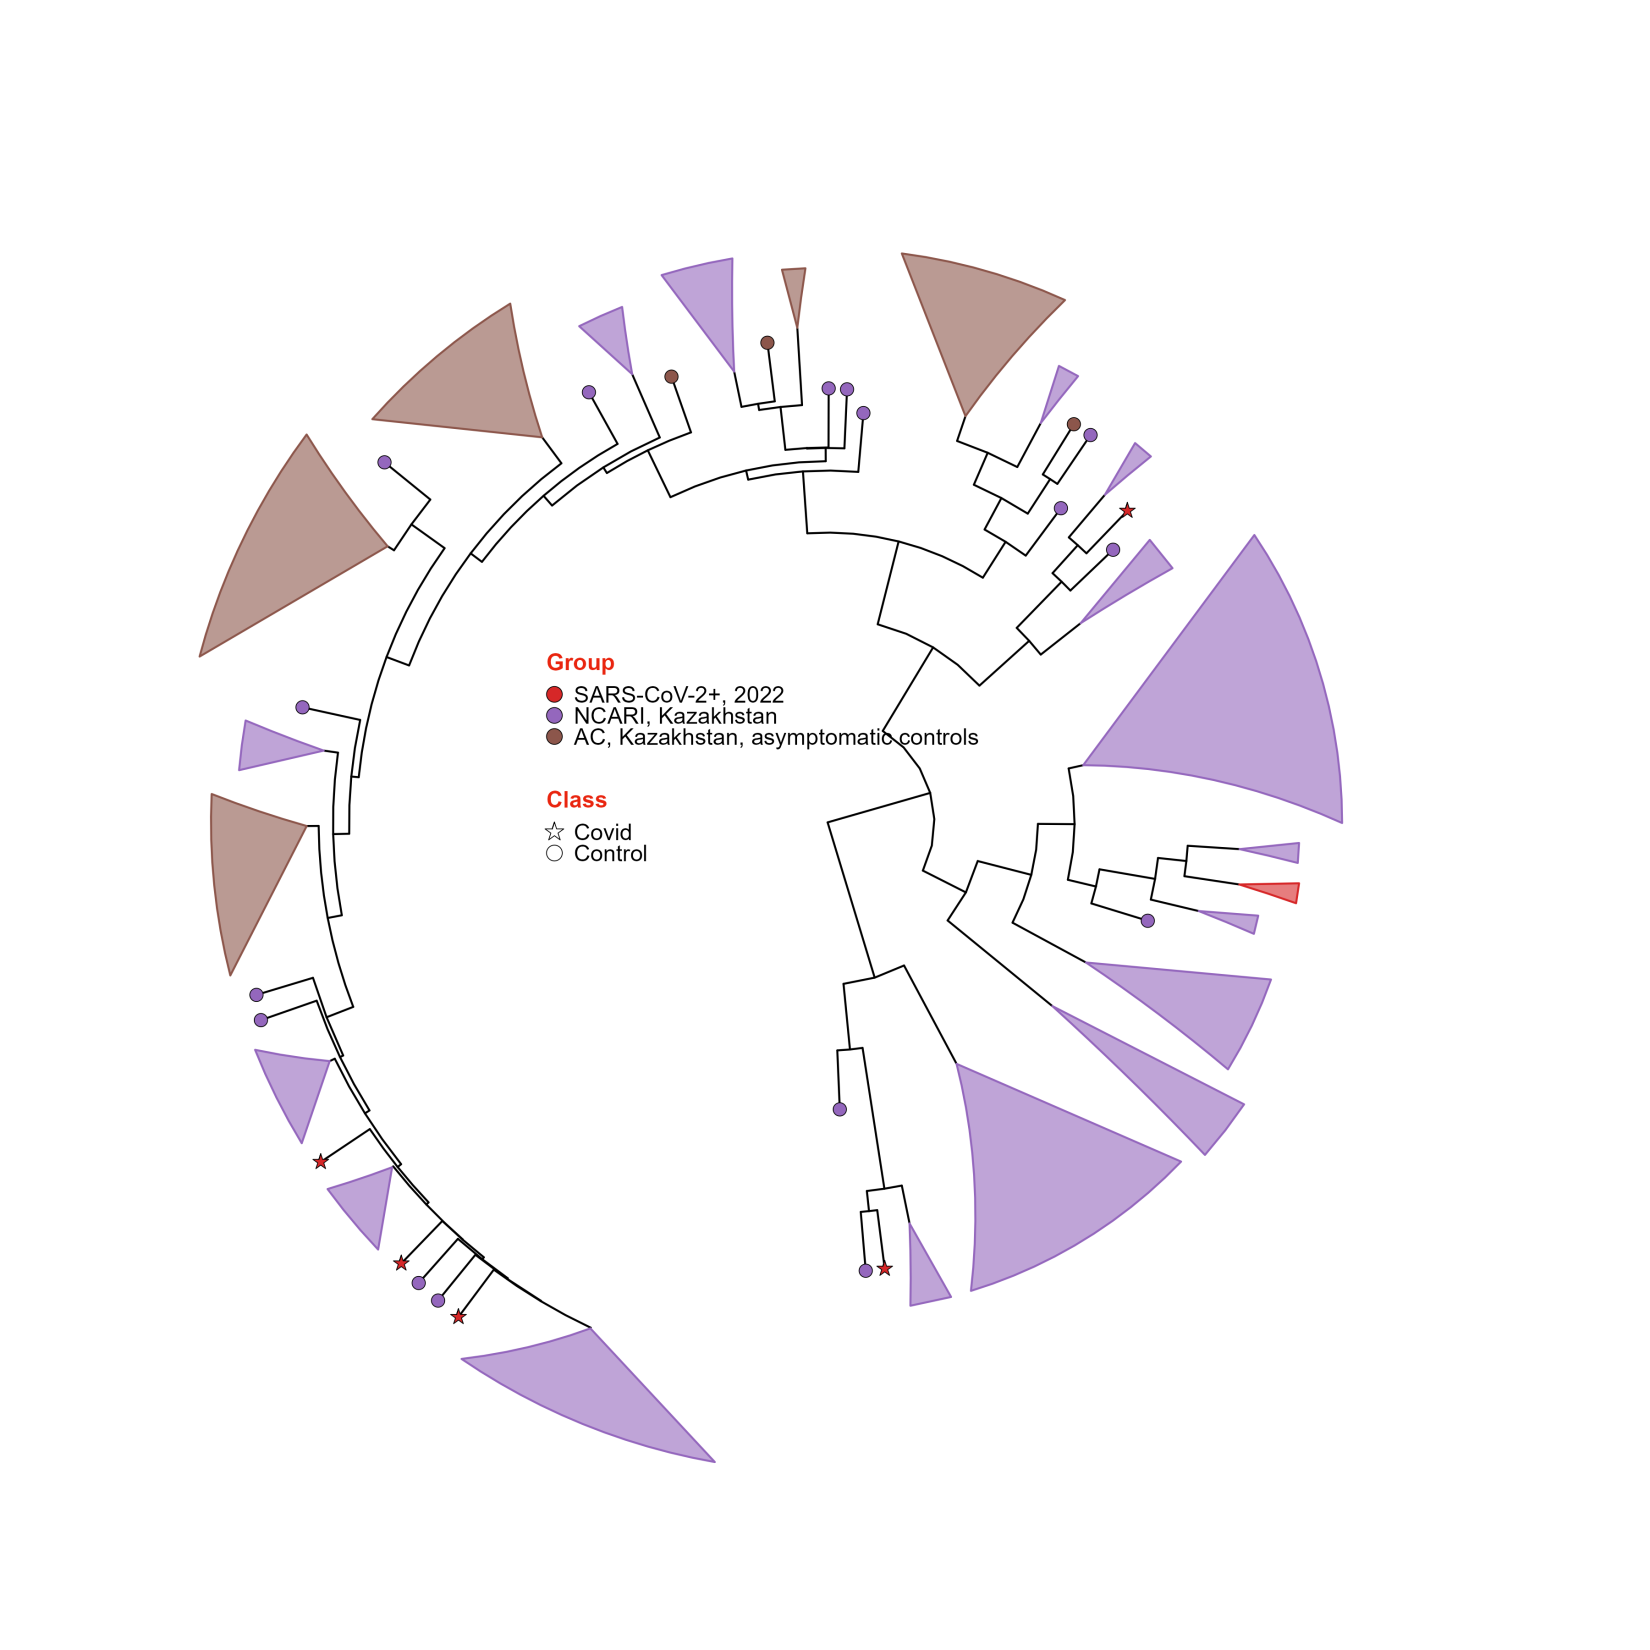 Group
SARS-CoV-2+, 2022
NCARI, Kazakhstan
AC, Kazakhstan, asymptomatic controls
Class
Covid
Control